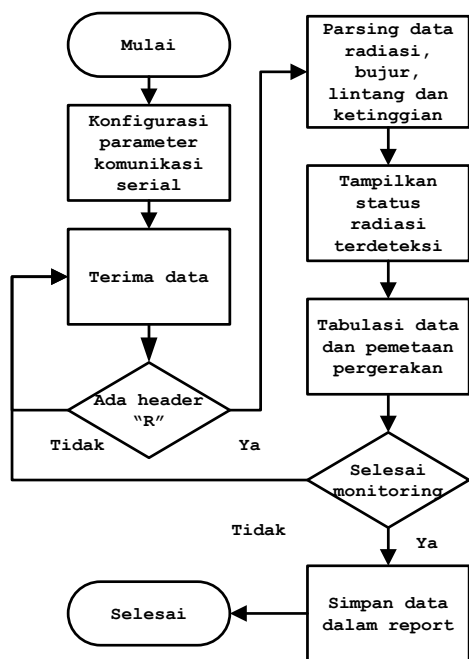 Mulai
Konfigurasi
parameter
komunikasi
serial
Terima data
Ada header
“R”
Tidak
Ya
Parsing data
radiasi,
bujur,
lintang dan
ketinggian
Tampilkan
status
radiasi
terdeteksi
Tabulasi data
dan pemetaan
pergerakan
Selesai
monitoring
Tidak
Ya
Simpan data
dalam report
Selesai